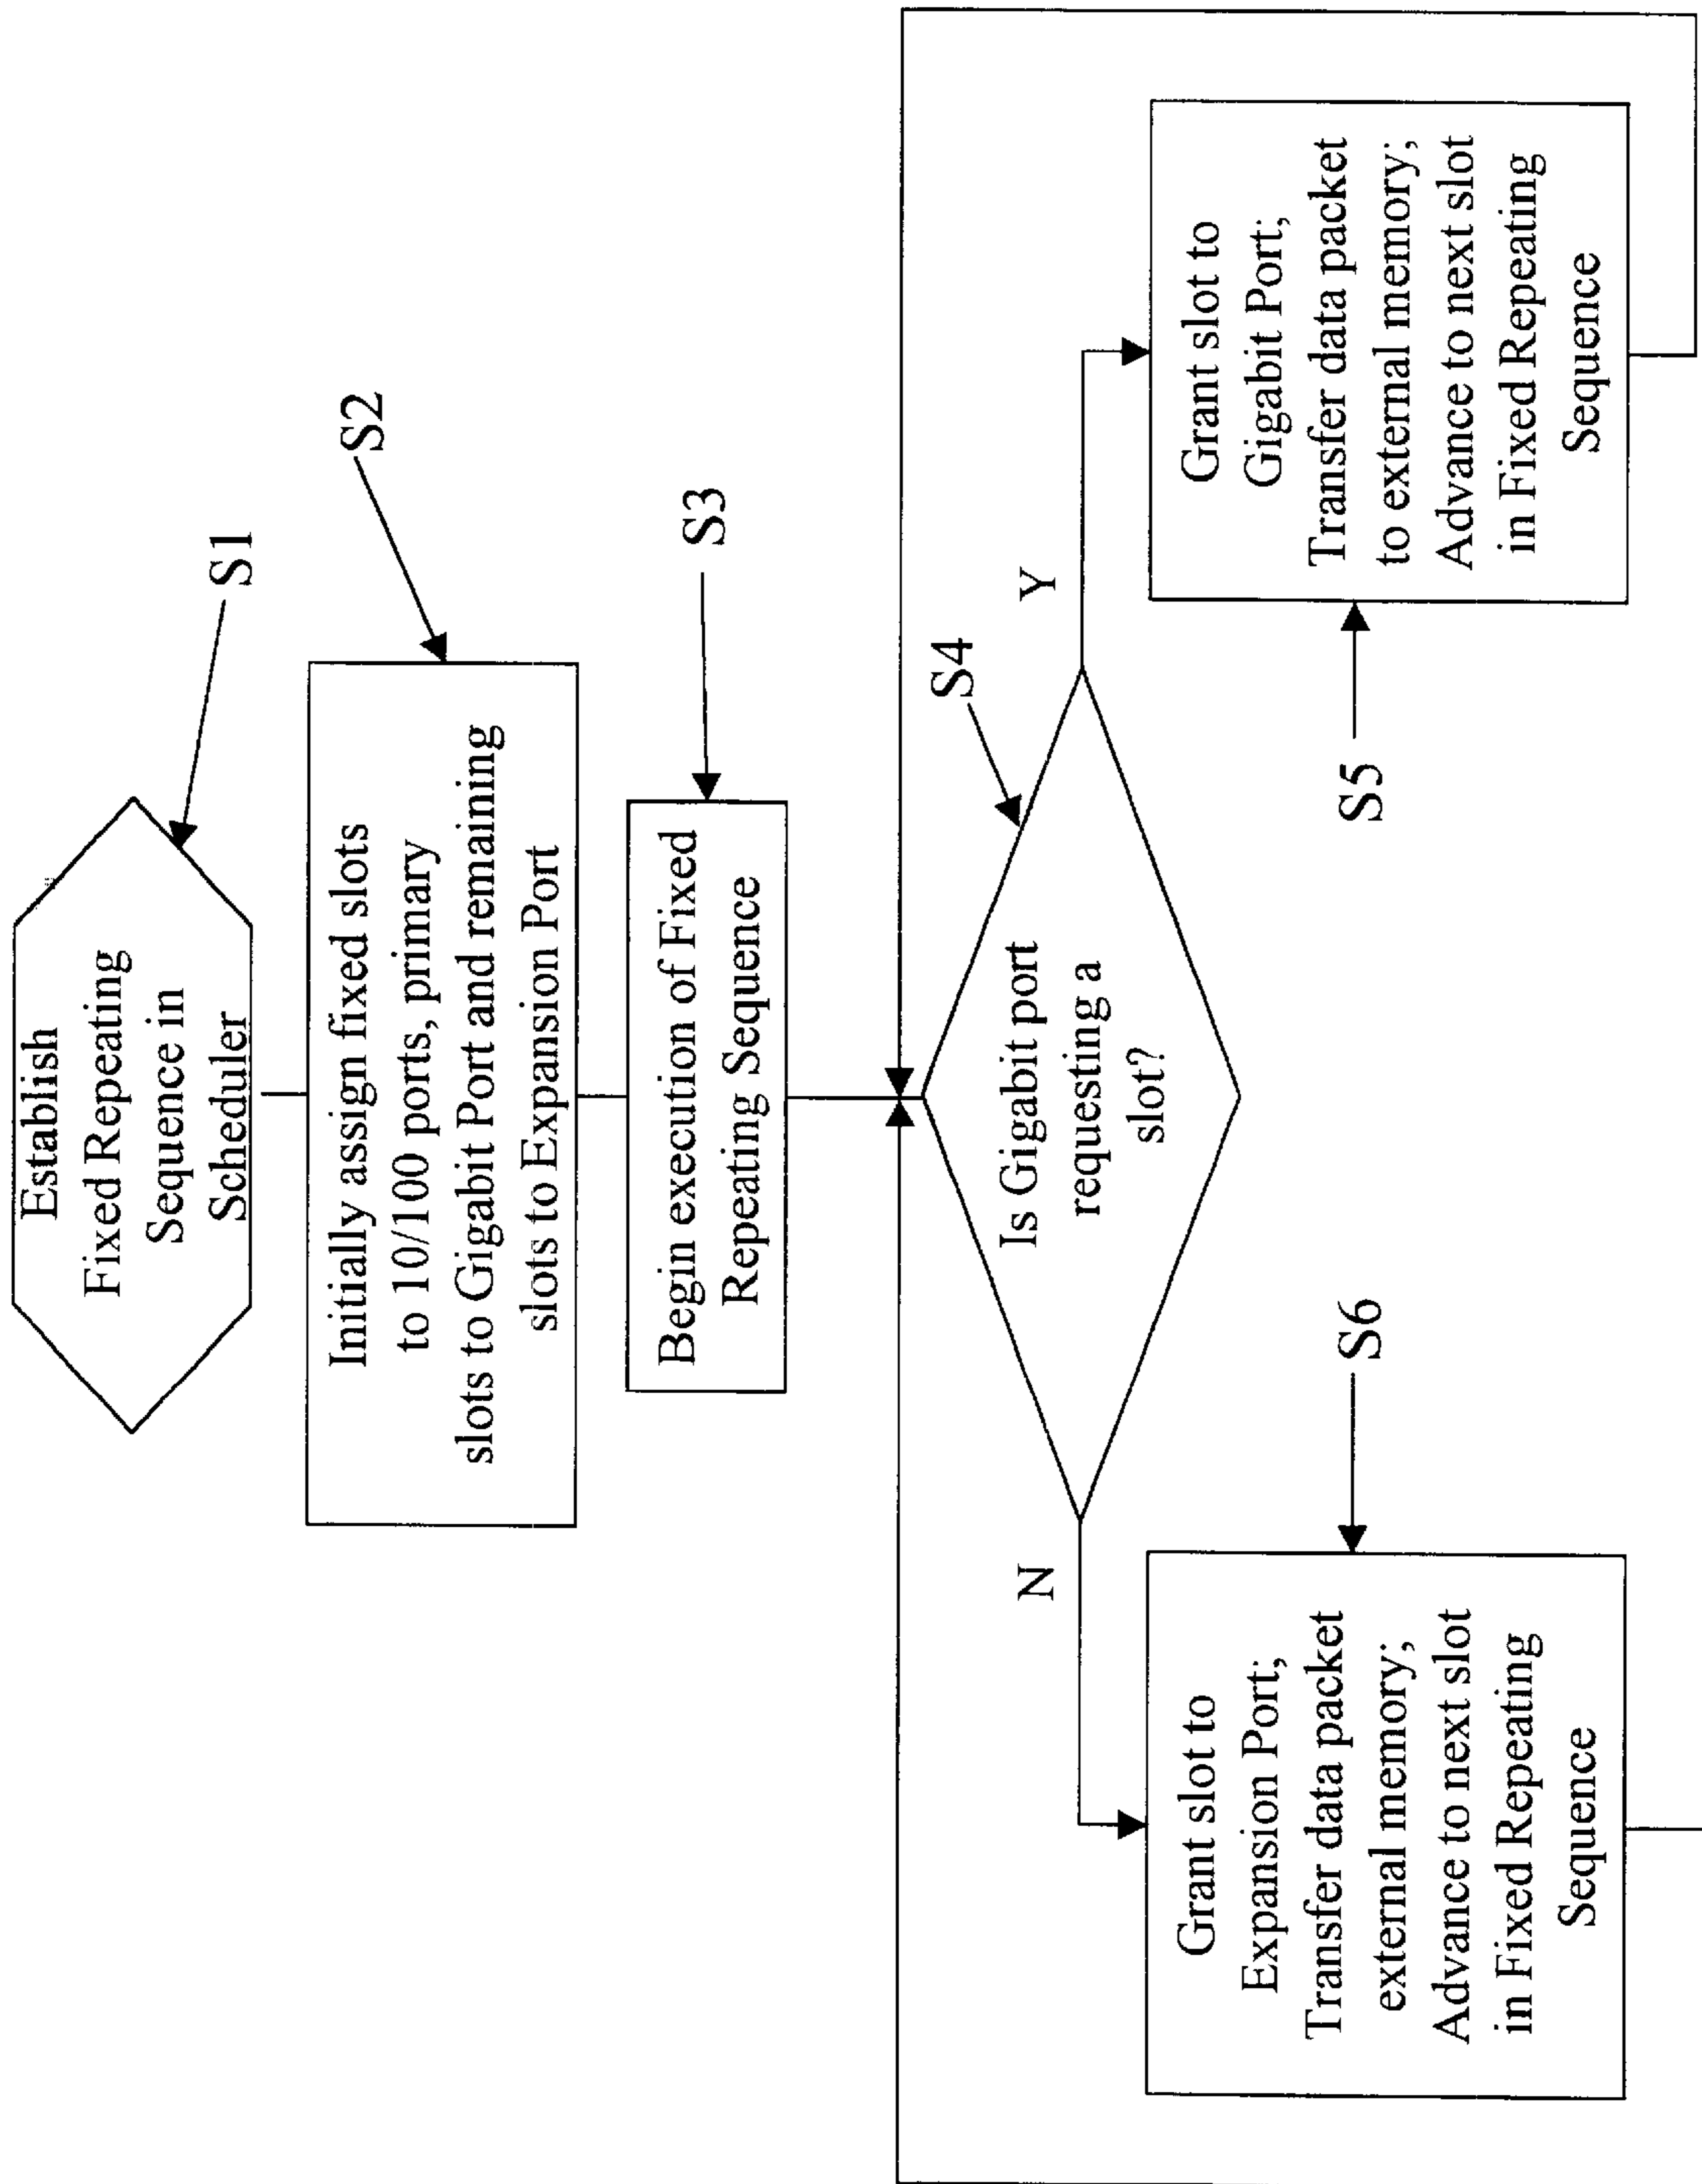 Establish
Fixed Repeating
Sequence in
Scheduler
S1
Initially assign fixed slots
to 10/100 ports, primary
slots to Gigabit Port and remaining
slots to Expansion Port
S2
Begin execution of Fixed
Repeating Sequence
S3
Is Gigabit port
requesting a
slot?
S4
N
Y
Grant slot to
Expansion Port;
Transfer data packet
external memory;
Advance to next slot
in Fixed Repeating
Sequence
S6
S5
Grant slot to
Gigabit Port;
Transfer data packet
to external memory;
Advance to next slot
in Fixed Repeating
Sequence